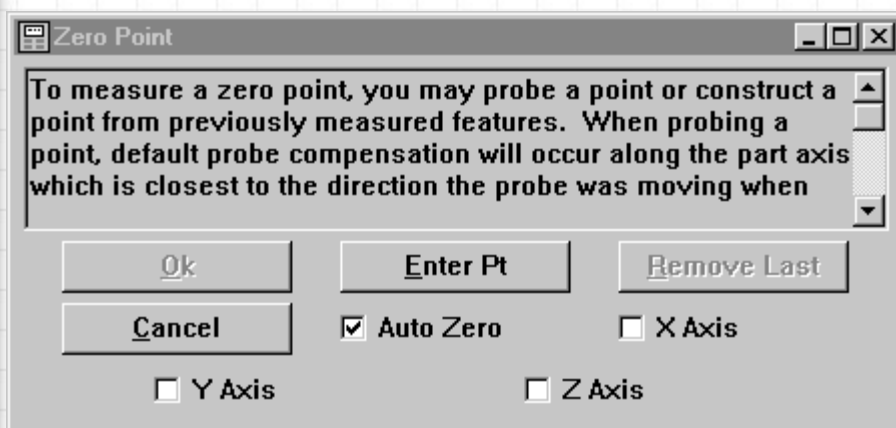 Zero Point
To measure a zero point, you may probe a point or construct a
point from previously measured features.  When probing a
point, default probe compensation will occur along the part axis
which is closest to the direction the probe was moving when
Ok Enter Pt Remove Last
Cancel Auto Zero X Axis
Y Axis Z Axis